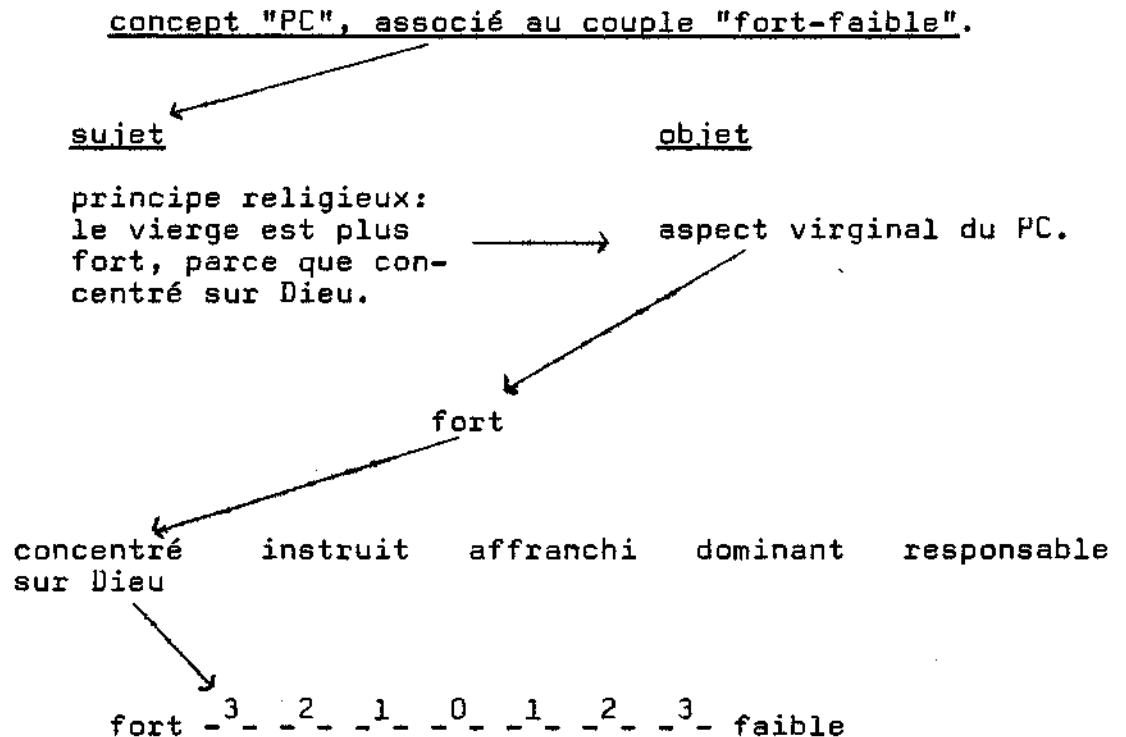 concept "PC", associé au couple "fort-faible".
sujet objet
principe religieux:
le vierge est plus
fort, parce que con-
centré sur Dieu.
aspect virginal du PC.
fort
concentré instruit affranchi dominant responsable
sur Dieu
fort -3- -2- -1- -0- -1- -2- -3- faible